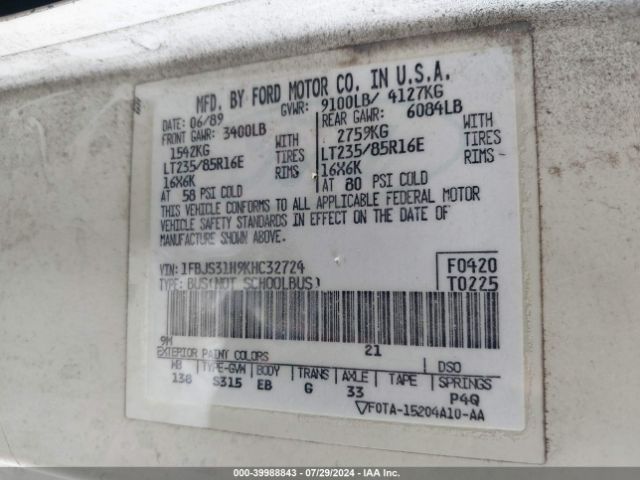 MFD. BY FORD MOTOR CO. IN U.S.A.
DATE: 06/89 GVWR: 9100LB/ 4127KG
FRONT GAWR: 3400LB REAR GAWR: 6084LB
1542KG WITH 2759KG WITH
LT235/85R16E TIRES LT235/85R16E TIRES
16X6K RIMS 16X6K RIMS
AT 58 PSI COLD AT 80 PSI COLD
THIS VEHICLE CONFORMS TO ALL APPLICABLE FEDERAL MOTOR
VEHICLE SAFETY STANDARDS IN EFFECT ON THE DATE OF
MANUFACTURE SHOWN ABOVE.
VIN: 1FBJS31H9KHC32724 F0420
TYPE: BUS(NOT SCHOOLBUS) T0225
9M 21
EXTERIOR PAINT COLORS DSO
WB TYPE-GVW BODY TRANS AXLE TAPE SPRINGS
138 S315 EB G 33 P4Q
F0TA-15204A10-AA
000-39988843 - 07/29/2024 - IAA Inc.